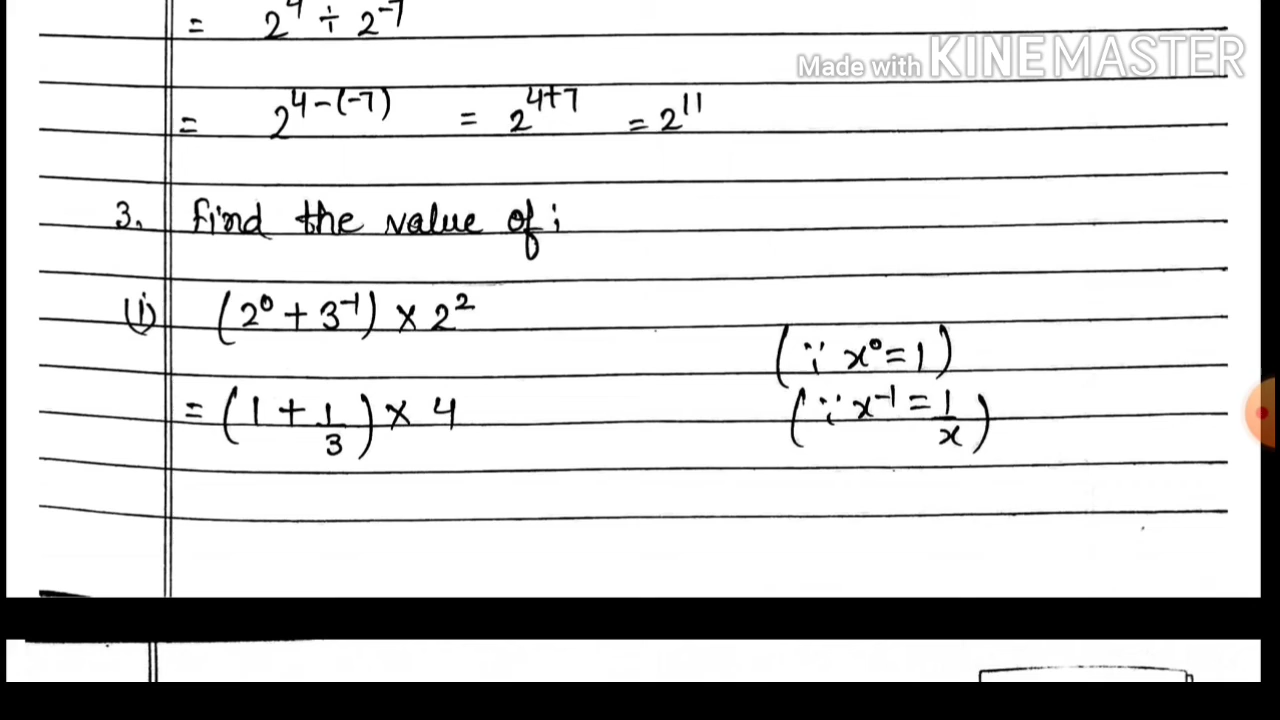 = 2⁴ ÷ 2⁻⁷
Made with KINEMASTER
= 2⁴⁻⁽⁻⁷⁾ = 2⁴⁺⁷ = 2¹¹
3. Find the value of :
(i) (2⁰ + 3⁻¹) × 2²
(∵ x⁰ = 1)
= (1 + 1/3) × 4 (∵ x⁻¹ = 1/x)